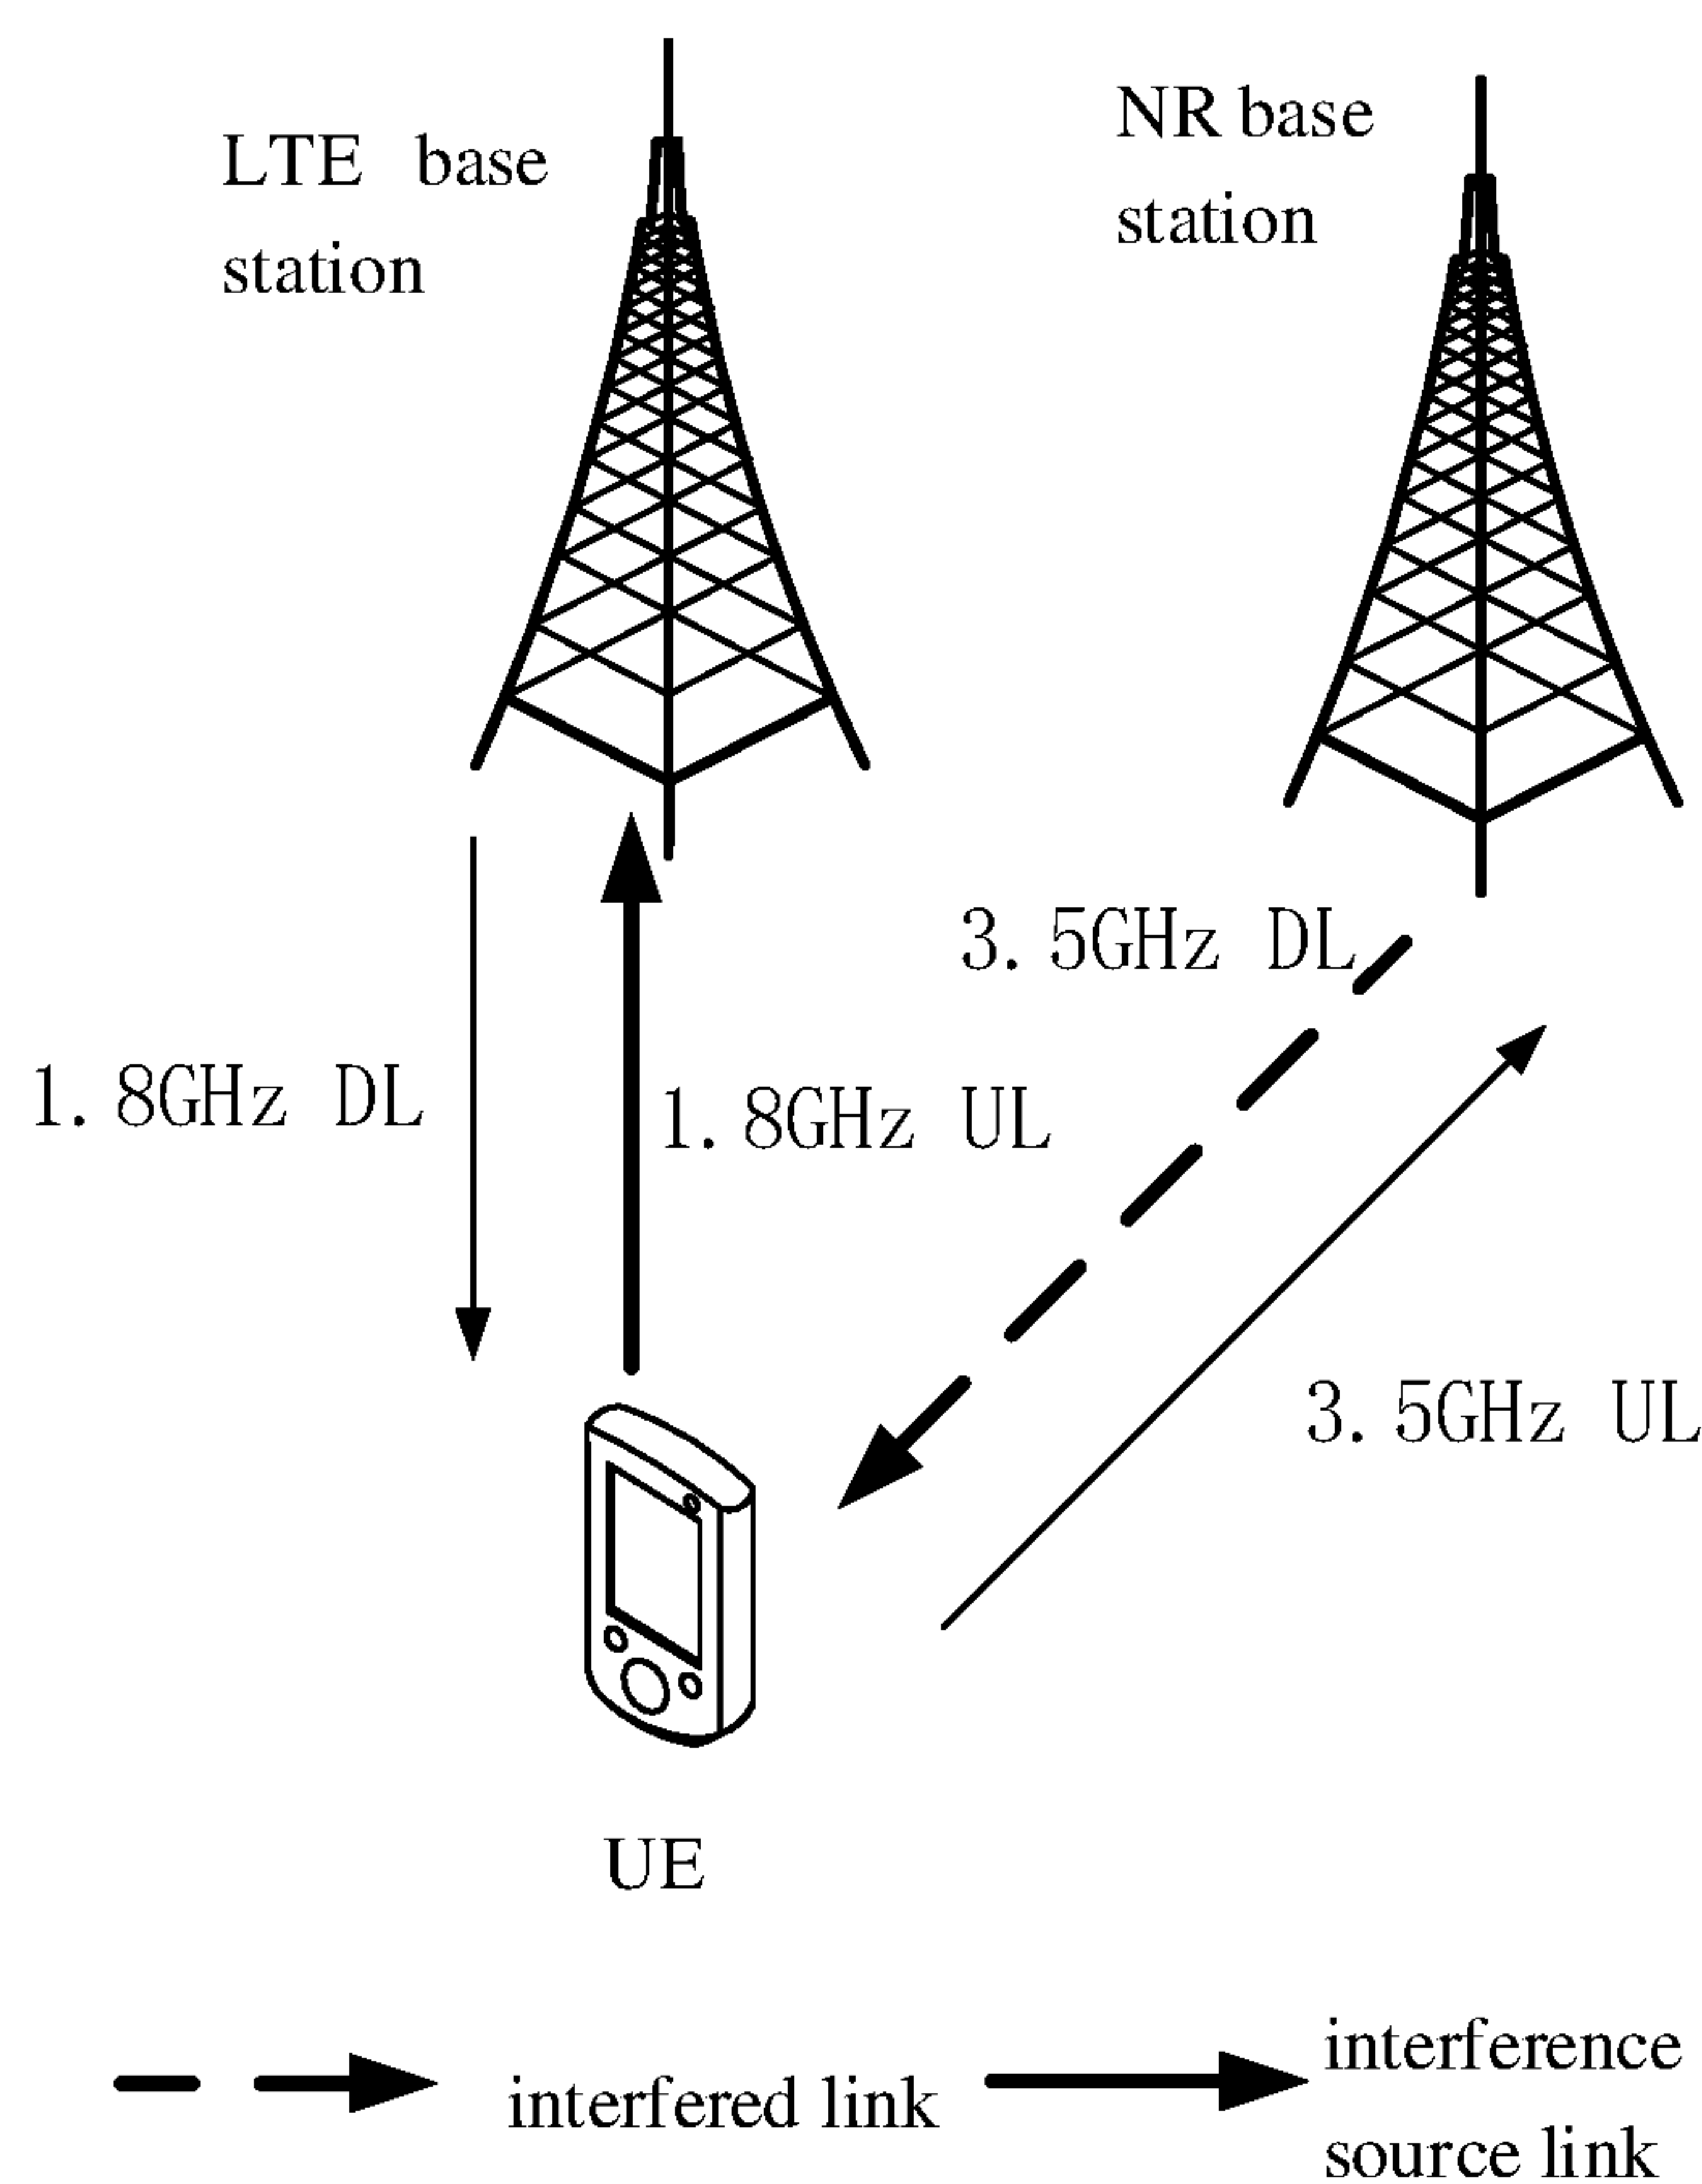 LTE base
station
NR base
station
3. 5GHz DL
1. 8GHz DL
1. 8GHz UL
3. 5GHz UL
UE
interfered link
interference
source link